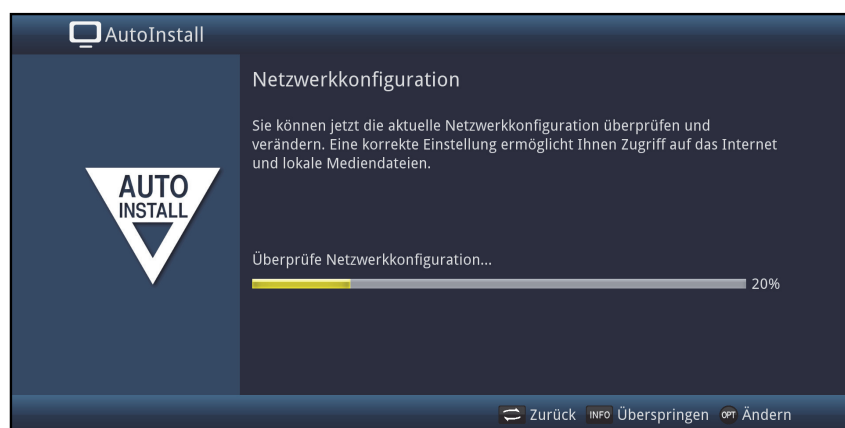 AutoInstall
Netzwerkkonfiguration
Sie können jetzt die aktuelle Netzwerkkonfiguration überprüfen und
verändern. Eine korrekte Einstellung ermöglicht Ihnen Zugriff auf das Internet
und lokale Mediendateien.
AUTO
INSTALL
Überprüfe Netzwerkkonfiguration...
20%
Zurück INFO Überspringen OPT Ändern